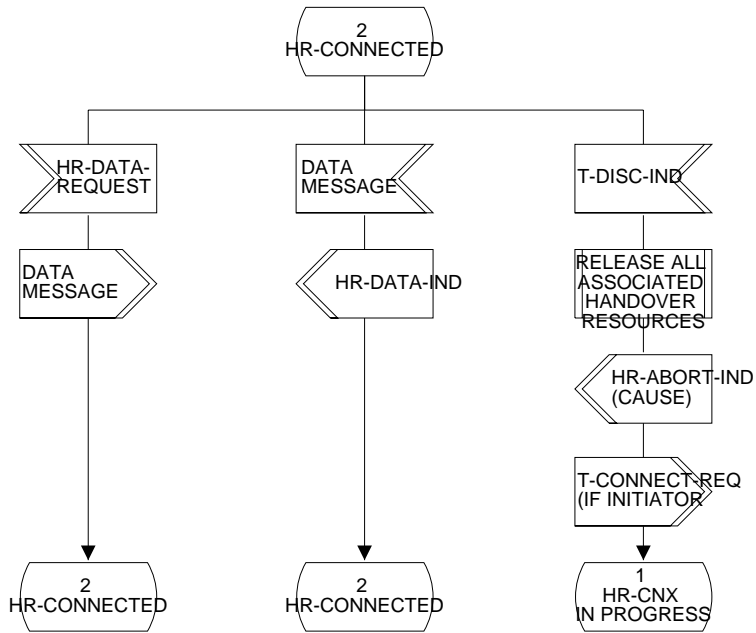 2
HR-CONNECTED
HR-DATA-
REQUEST
DATA
MESSAGE
T-DISC-IND
DATA
MESSAGE
HR-DATA-IND
RELEASE ALL
ASSOCIATED
HANDOVER
RESOURCES
HR-ABORT-IND
(CAUSE)
T-CONNECT-REQ
(IF INITIATOR
2
HR-CONNECTED
2
HR-CONNECTED
1
HR-CNX
IN PROGRESS